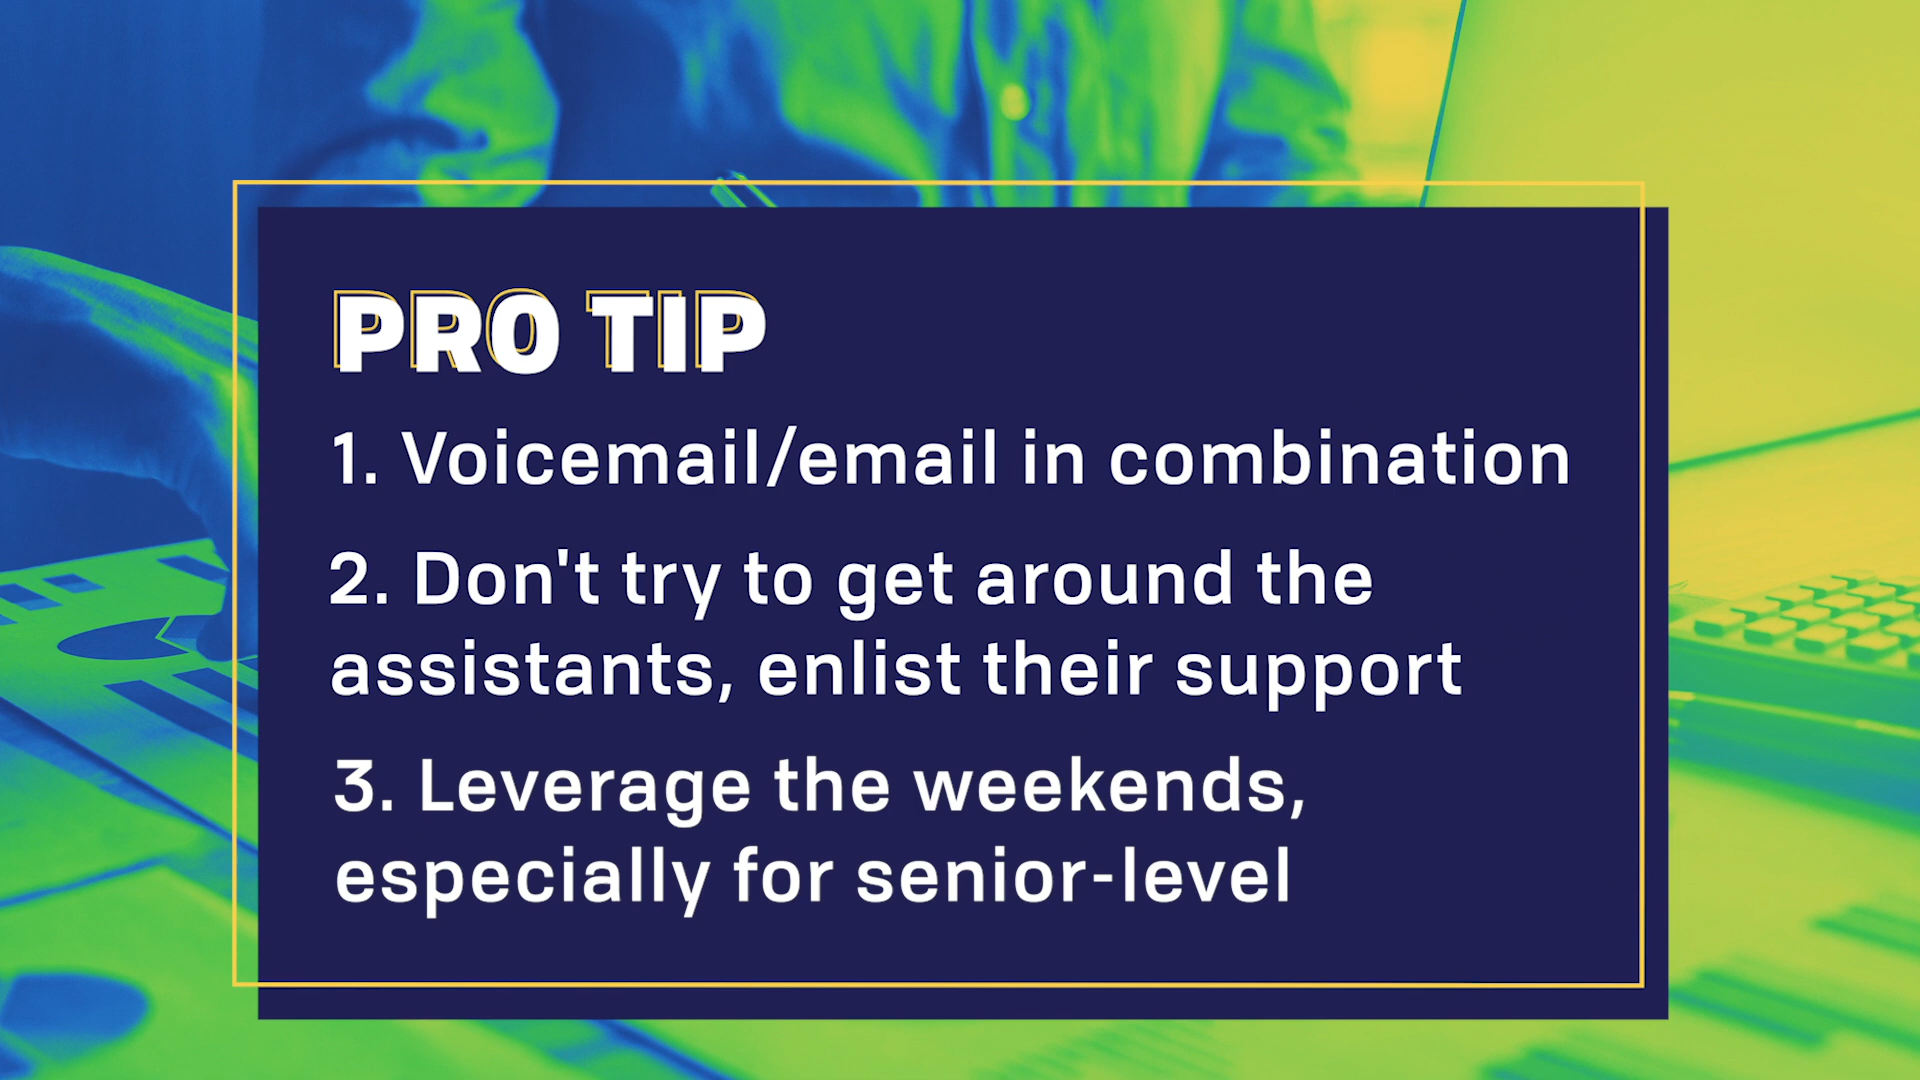 PRO TIP
1. Voicemail/email in combination
2. Don't try to get around the
assistants, enlist their support
3. Leverage the weekends,
especially for senior-level